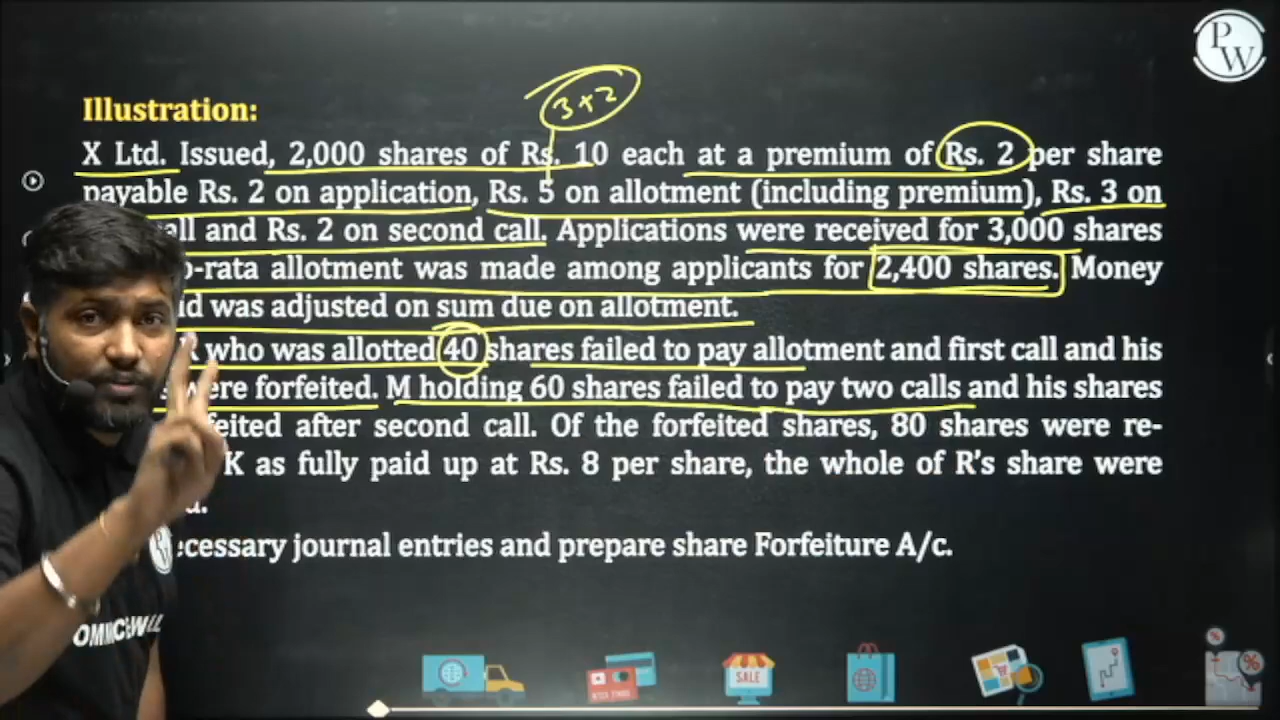 PW
3+2
Illustration:
X Ltd. Issued, 2,000 shares of Rs. 10 each at a premium of Rs. 2 per share
payable Rs. 2 on application, Rs. 5 on allotment (including premium), Rs. 3 on
and Rs. 2 on second call. Applications were received for 3,000 shares
allotment was made among applicants for 2,400 shares. Money
was adjusted on sum due on allotment.
who was allotted 40 shares failed to pay allotment and first call and his
were forfeited. M holding 60 shares failed to pay two calls and his shares
after second call. Of the forfeited shares, 80 shares were re-
K as fully paid up at Rs. 8 per share, the whole of R's share were
journal entries and prepare share Forfeiture A/c.
SALE